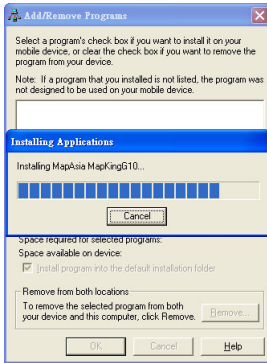 Add/Remove Programs
Select a program's check box if you want to install it on your
mobile device, or clear the check box if you want to remove the
program from your device.
Note: If a program that you installed is not listed, the program was
not designed to be used on your mobile device.
Installing Applications
Installing MapAsia MapKingG10...
Cancel
Space required for selected programs:
Space available on device:
Install program into the default installation folder
Remove from both locations
To remove the selected program from both
your device and this computer, click Remove.
Remove...
OK
Cancel
Help